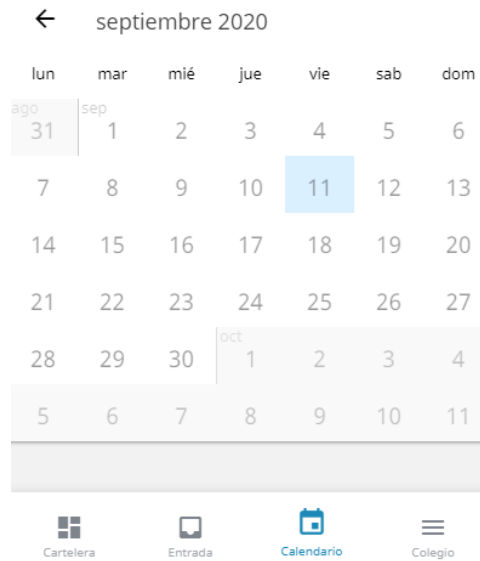 septiembre 2020
lun mar mié jue vie sab dom
ago sep
31 1 2 3 4 5 6
7 8 9 10 11 12 13
14 15 16 17 18 19 20
21 22 23 24 25 26 27
oct
28 29 30 1 2 3 4
5 6 7 8 9 10 11
Cartelera Entrada Calendario Colegio